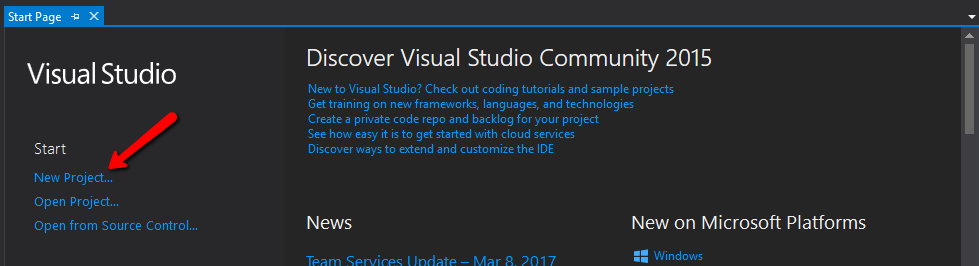 Start Page
Visual Studio
Start
New Project...
Open Project...
Open from Source Control...
Discover Visual Studio Community 2015
New to Visual Studio? Check out coding tutorials and sample projects
Get training on new frameworks, languages, and technologies
Create a private code repo and backlog for your project
See how easy it is to get started with cloud services
Discover ways to extend and customize the IDE
News
Team Services Update – Mar 8, 2017
New on Microsoft Platforms
Windows